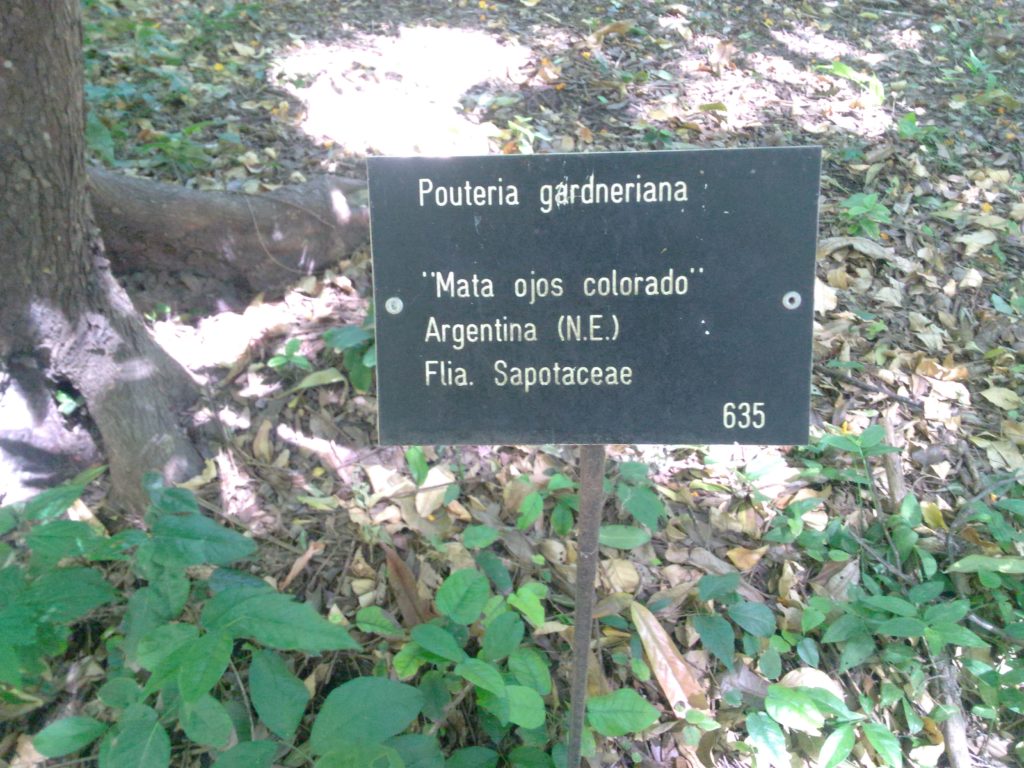 Pouteria gardneriana
"Mata ojos colorado"
Argentina (N.E.)
Flia. Sapotaceae
635